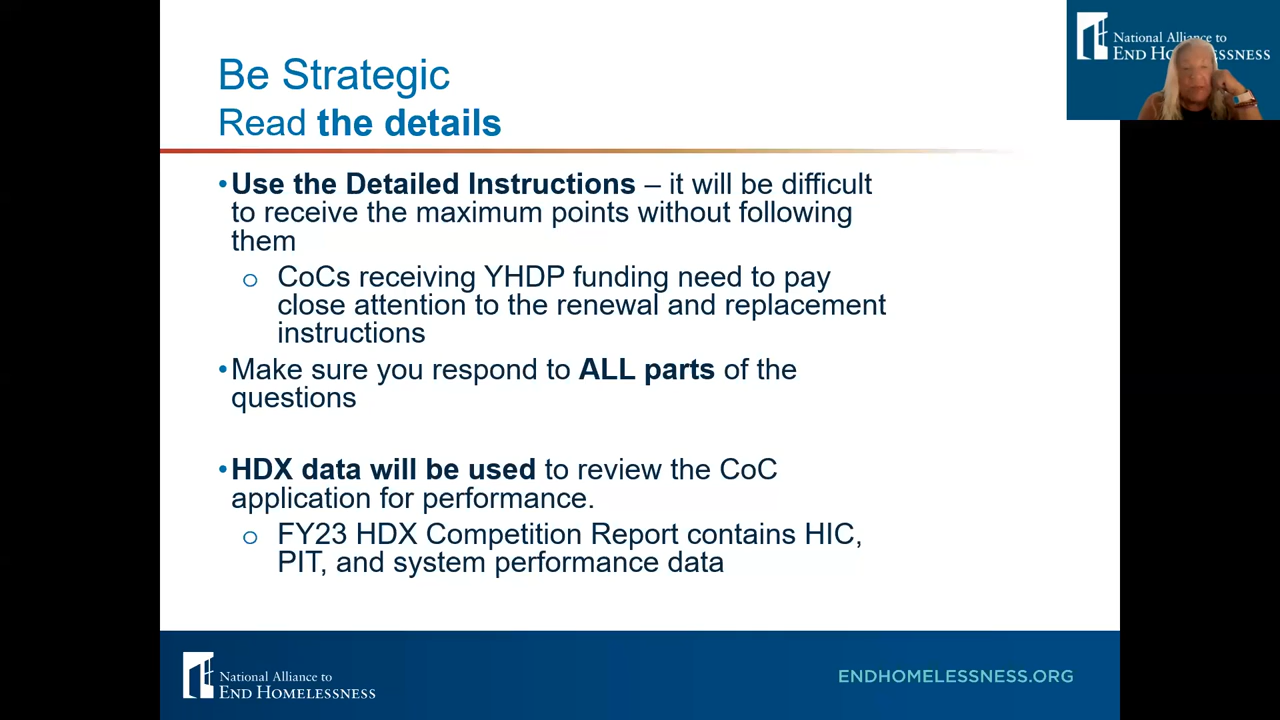 Be Strategic
Read the details
•Use the Detailed Instructions – it will be difficult
to receive the maximum points without following
them
o CoCs receiving YHDP funding need to pay
close attention to the renewal and replacement
instructions
•Make sure you respond to ALL parts of the
questions
•HDX data will be used to review the CoC
application for performance.
o FY23 HDX Competition Report contains HIC,
PIT, and system performance data
National Alliance to
END HOMELESSNESS
ENDHOMELESSNESS.ORG
National Alliance to
END HOMELESSNESS